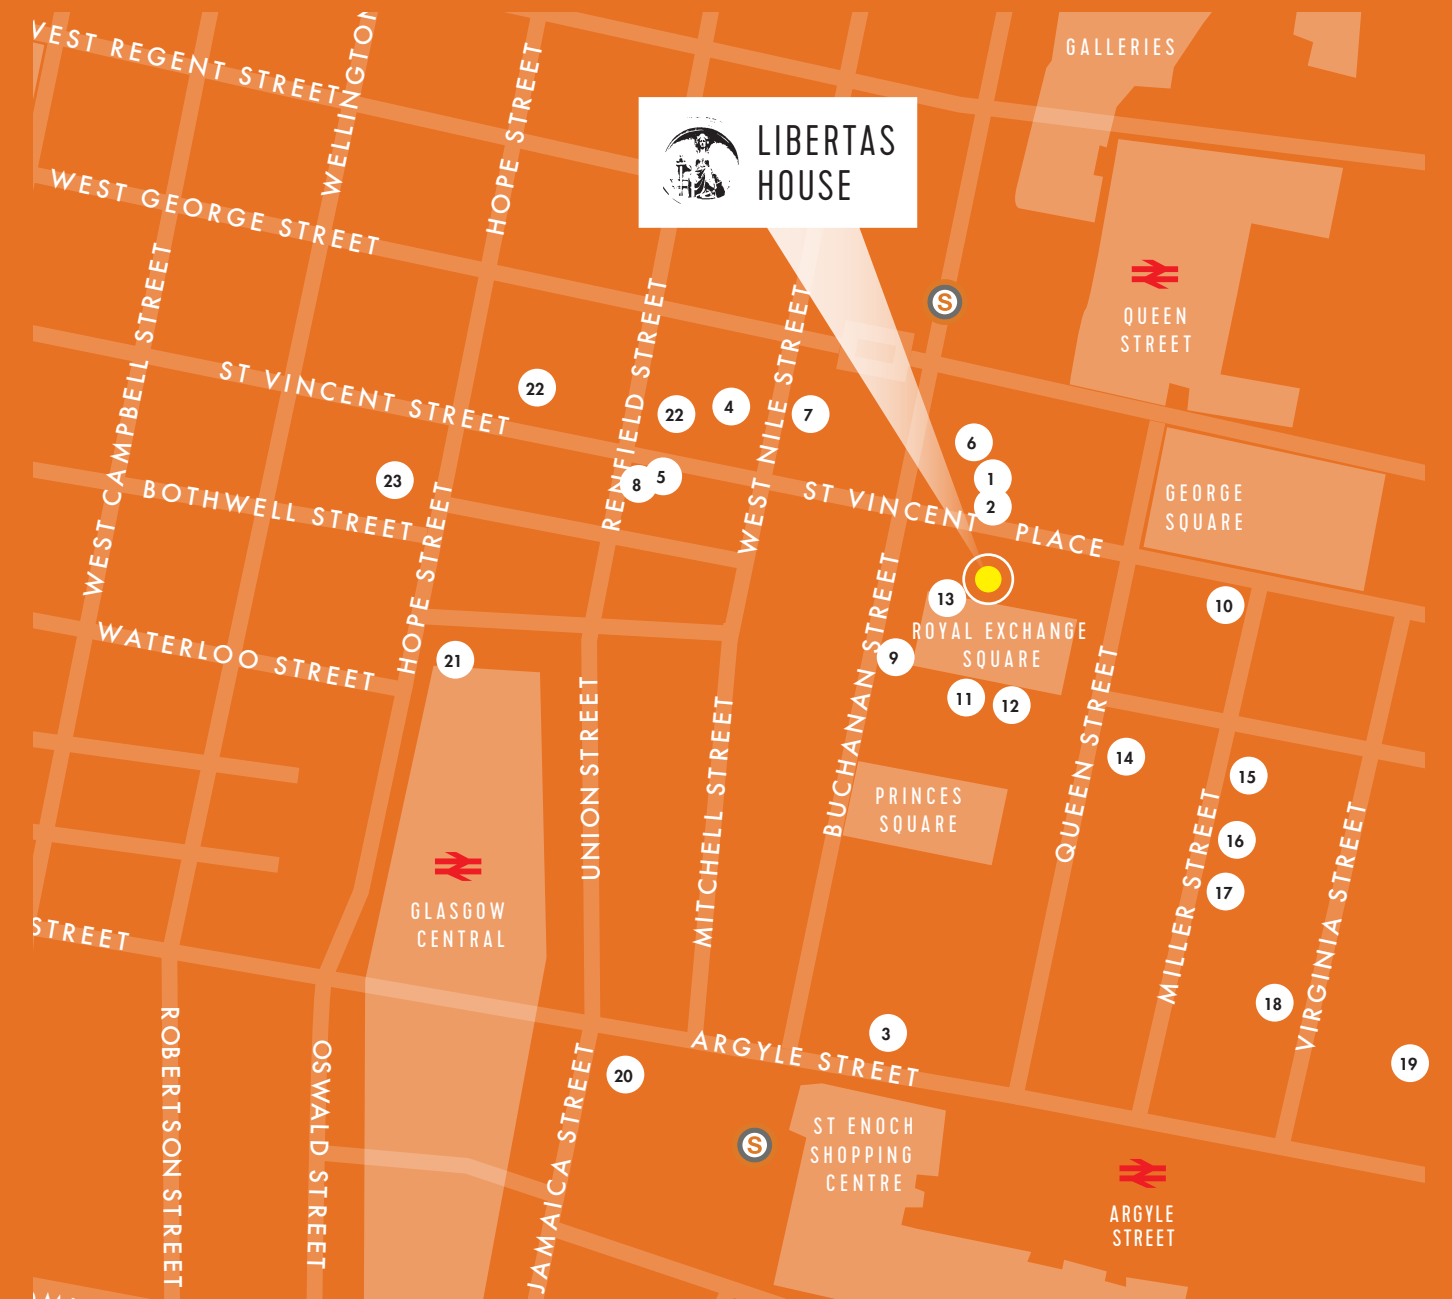 WEST REGENT STREET
WELLINGTON
HOPE STREET
GALLERIES
LIBERTAS
HOUSE
WEST GEORGE STREET
WEST CAMPBELL STREET
RENFIELD STREET
WEST NILE STREET
S
QUEEN
STREET
ST VINCENT STREET
22
22
4
7
6
1
2
23
8
5
BOTHWELL STREET
HOPE STREET
ST VINCENT PLACE
GEORGE
SQUARE
13
10
ROYAL EXCHANGE
SQUARE
BUCHANAN STREET
9
11
12
WATERLOO STREET
21
UNION STREET
MITCHELL STREET
QUEEN STREET
14
15
16
17
PRINCES
SQUARE
MILLER STREET
VIRGINIA STREET
GLASGOW
CENTRAL
STREET
18
19
3
ARGYLE STREET
20
ROBERTSON STREET
OSWALD STREET
JAMAICA STREET
S
ST ENOCH
SHOPPING
CENTRE
ARGYLE
STREET